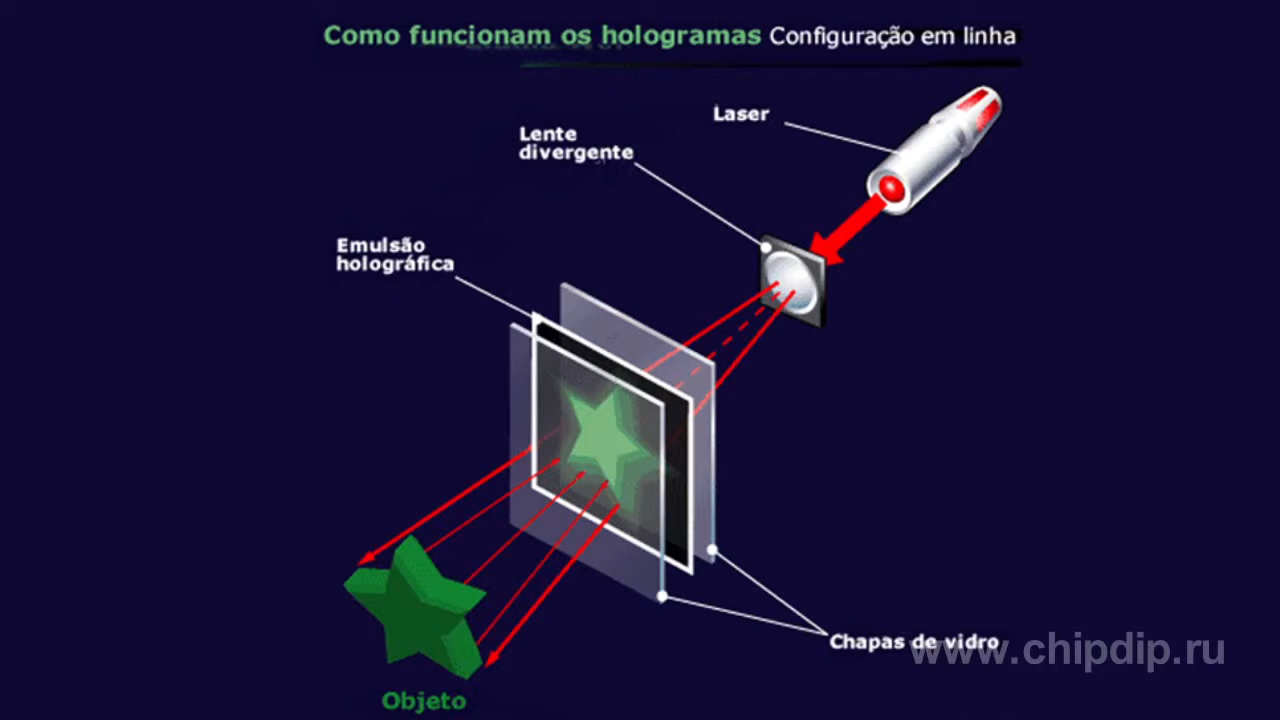 Como funcionam os hologramas Configuração em linha
Laser
Lente
divergente
Emulsão
holográfica
Chapas de vidro
www.chipdip.ru
Objeto